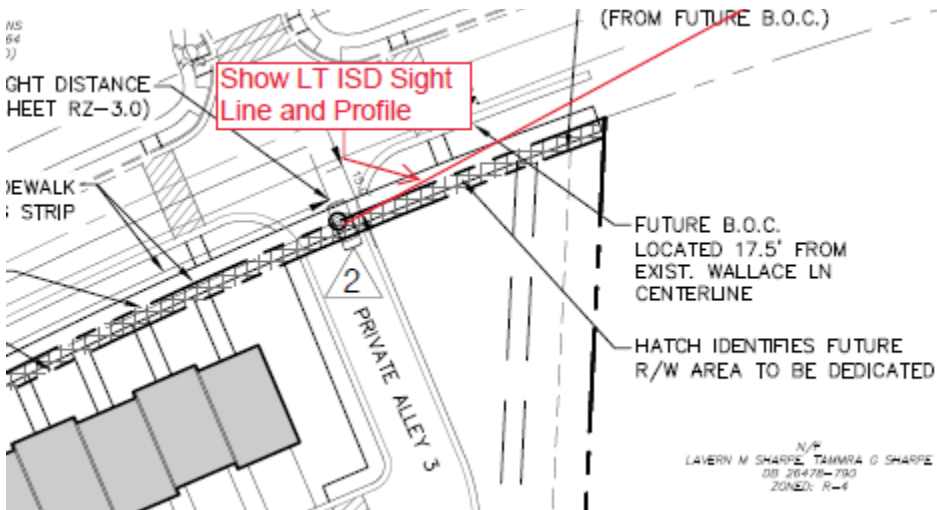 NS
64
)
(FROM FUTURE B.O.C.)
GHT DISTANCE
HEET RZ-3.0)
Show LT ISD Sight
Line and Profile
DEWALK
STRIP
FUTURE B.O.C.
LOCATED 17.5' FROM
EXIST. WALLACE LN
CENTERLINE
2
PRIVATE ALLEY 3
HATCH IDENTIFIES FUTURE
R/W AREA TO BE DEDICATED
N/F
LAVERN M SHARPE, TAMMRA G SHARPE
DB 26478-790
ZONED: R-4